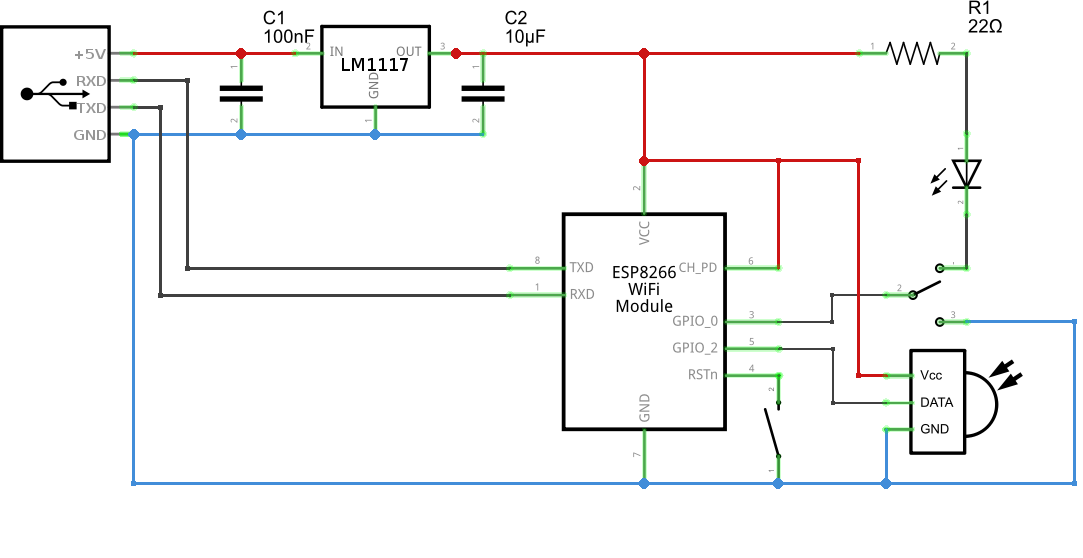 C1
100nF
C2
10µF
R1
22Ω
+5V
RXD
TXD
GND
2
IN
OUT
3
LM1117
GND
1
1
2
1
2
1
2
1
2
2
VCC
ESP8266
WiFi
Module
8
TXD
1
RXD
CH_PD
6
GPIO_0
3
GPIO_2
5
RSTn
4
GND
7
2
1
1
2
3
Vcc
DATA
GND